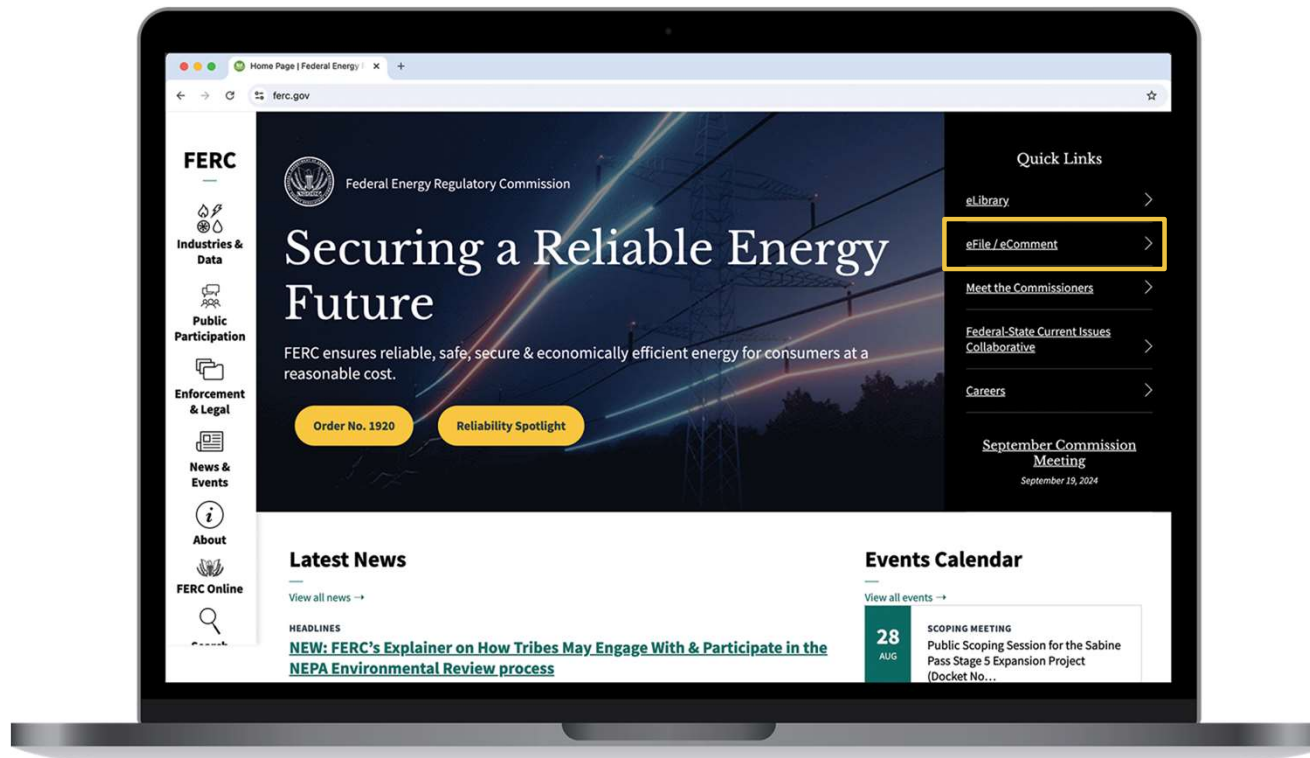 Home Page | Federal Energy
ferc.gov
FERC
Industries &
Data
Public
Participation
Enforcement
& Legal
News &
Events
About
FERC Online
Search
Federal Energy Regulatory Commission
Securing a Reliable Energy
Future
FERC ensures reliable, safe, secure & economically efficient energy for consumers at a
reasonable cost.
Order No. 1920
Reliability Spotlight
Quick Links
eLibrary
eFile / eComment
Meet the Commissioners
Federal-State Current Issues
Collaborative
Careers
September Commission
Meeting
September 19, 2024
Latest News
View all news →
HEADLINES
NEW: FERC's Explainer on How Tribes May Engage With & Participate in the
NEPA Environmental Review process
Events Calendar
View all events →
28
AUG
SCOPING MEETING
Public Scoping Session for the Sabine
Pass Stage 5 Expansion Project
(Docket No…